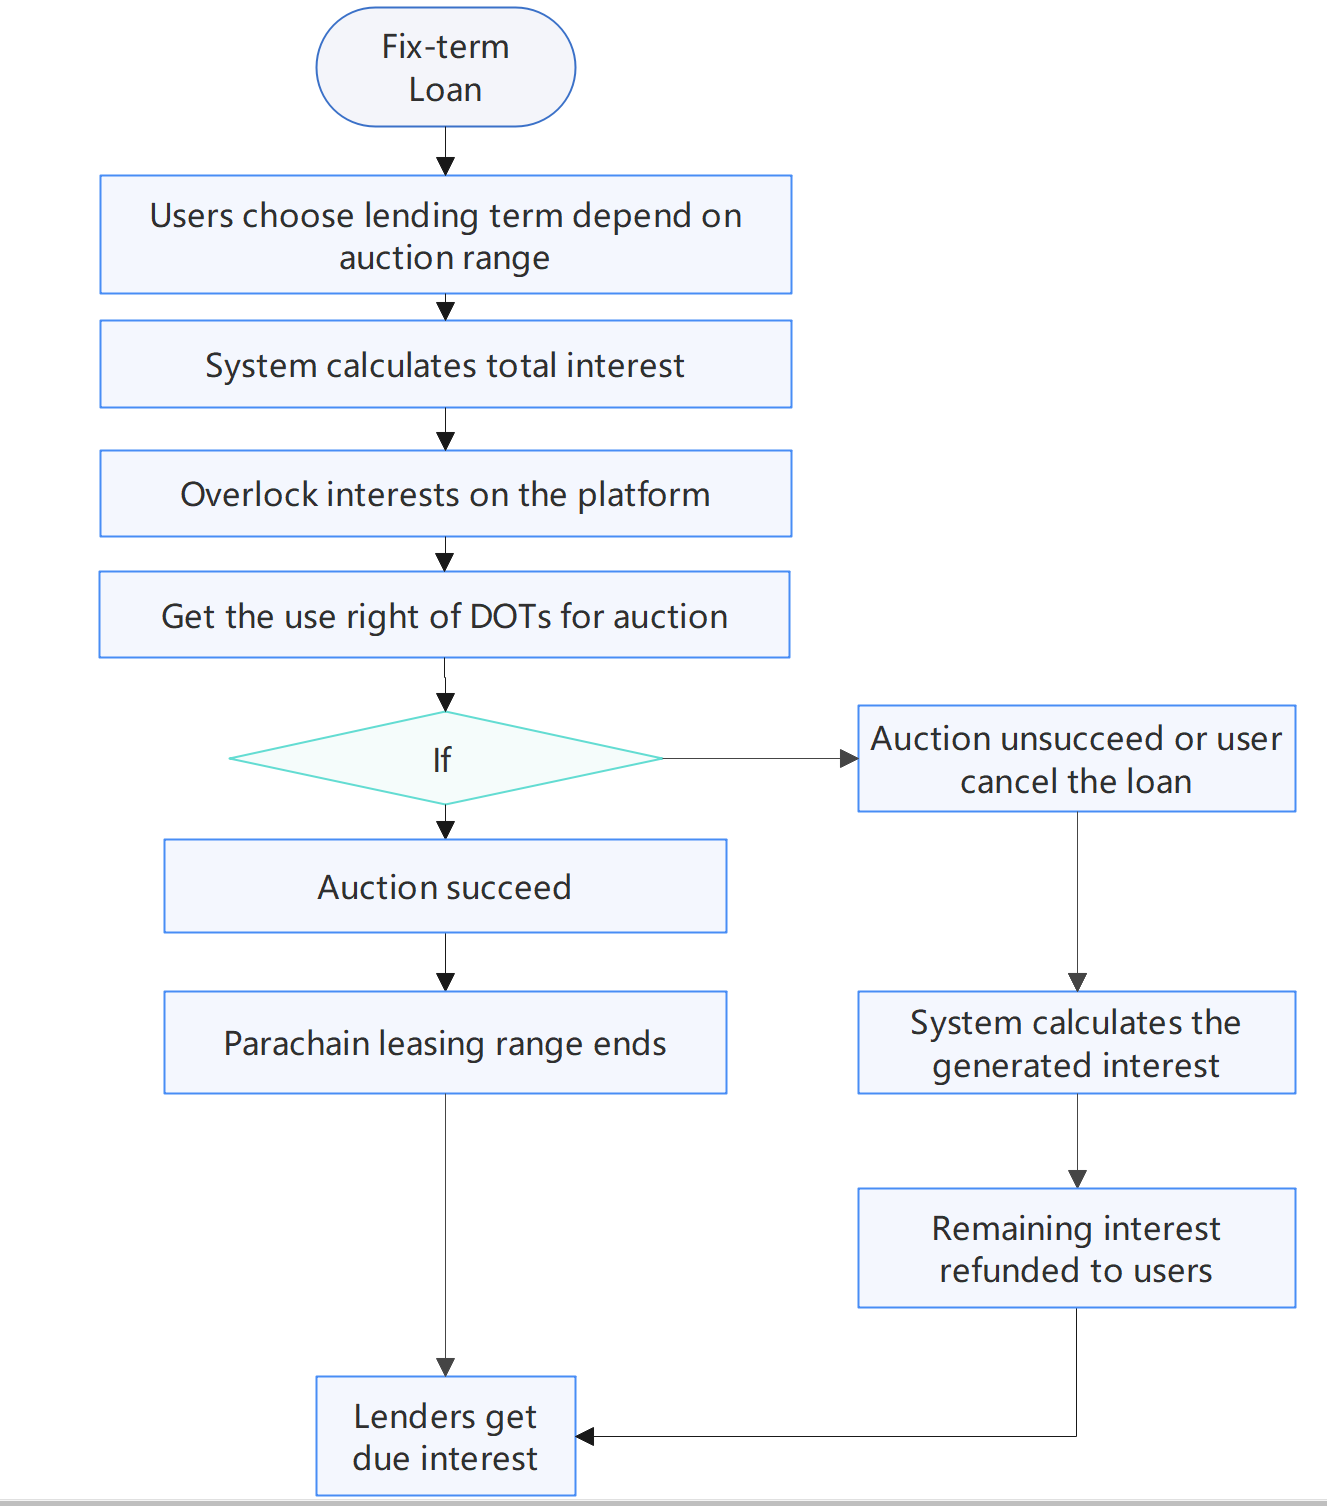 Fix-term
Loan
Users choose lending term depend on
auction range
System calculates total interest
Overlock interests on the platform
Get the use right of DOTs for auction
If
Auction unsucceed or user
cancel the loan
Auction succeed
Parachain leasing range ends
System calculates the
generated interest
Remaining interest
refunded to users
Lenders get
due interest